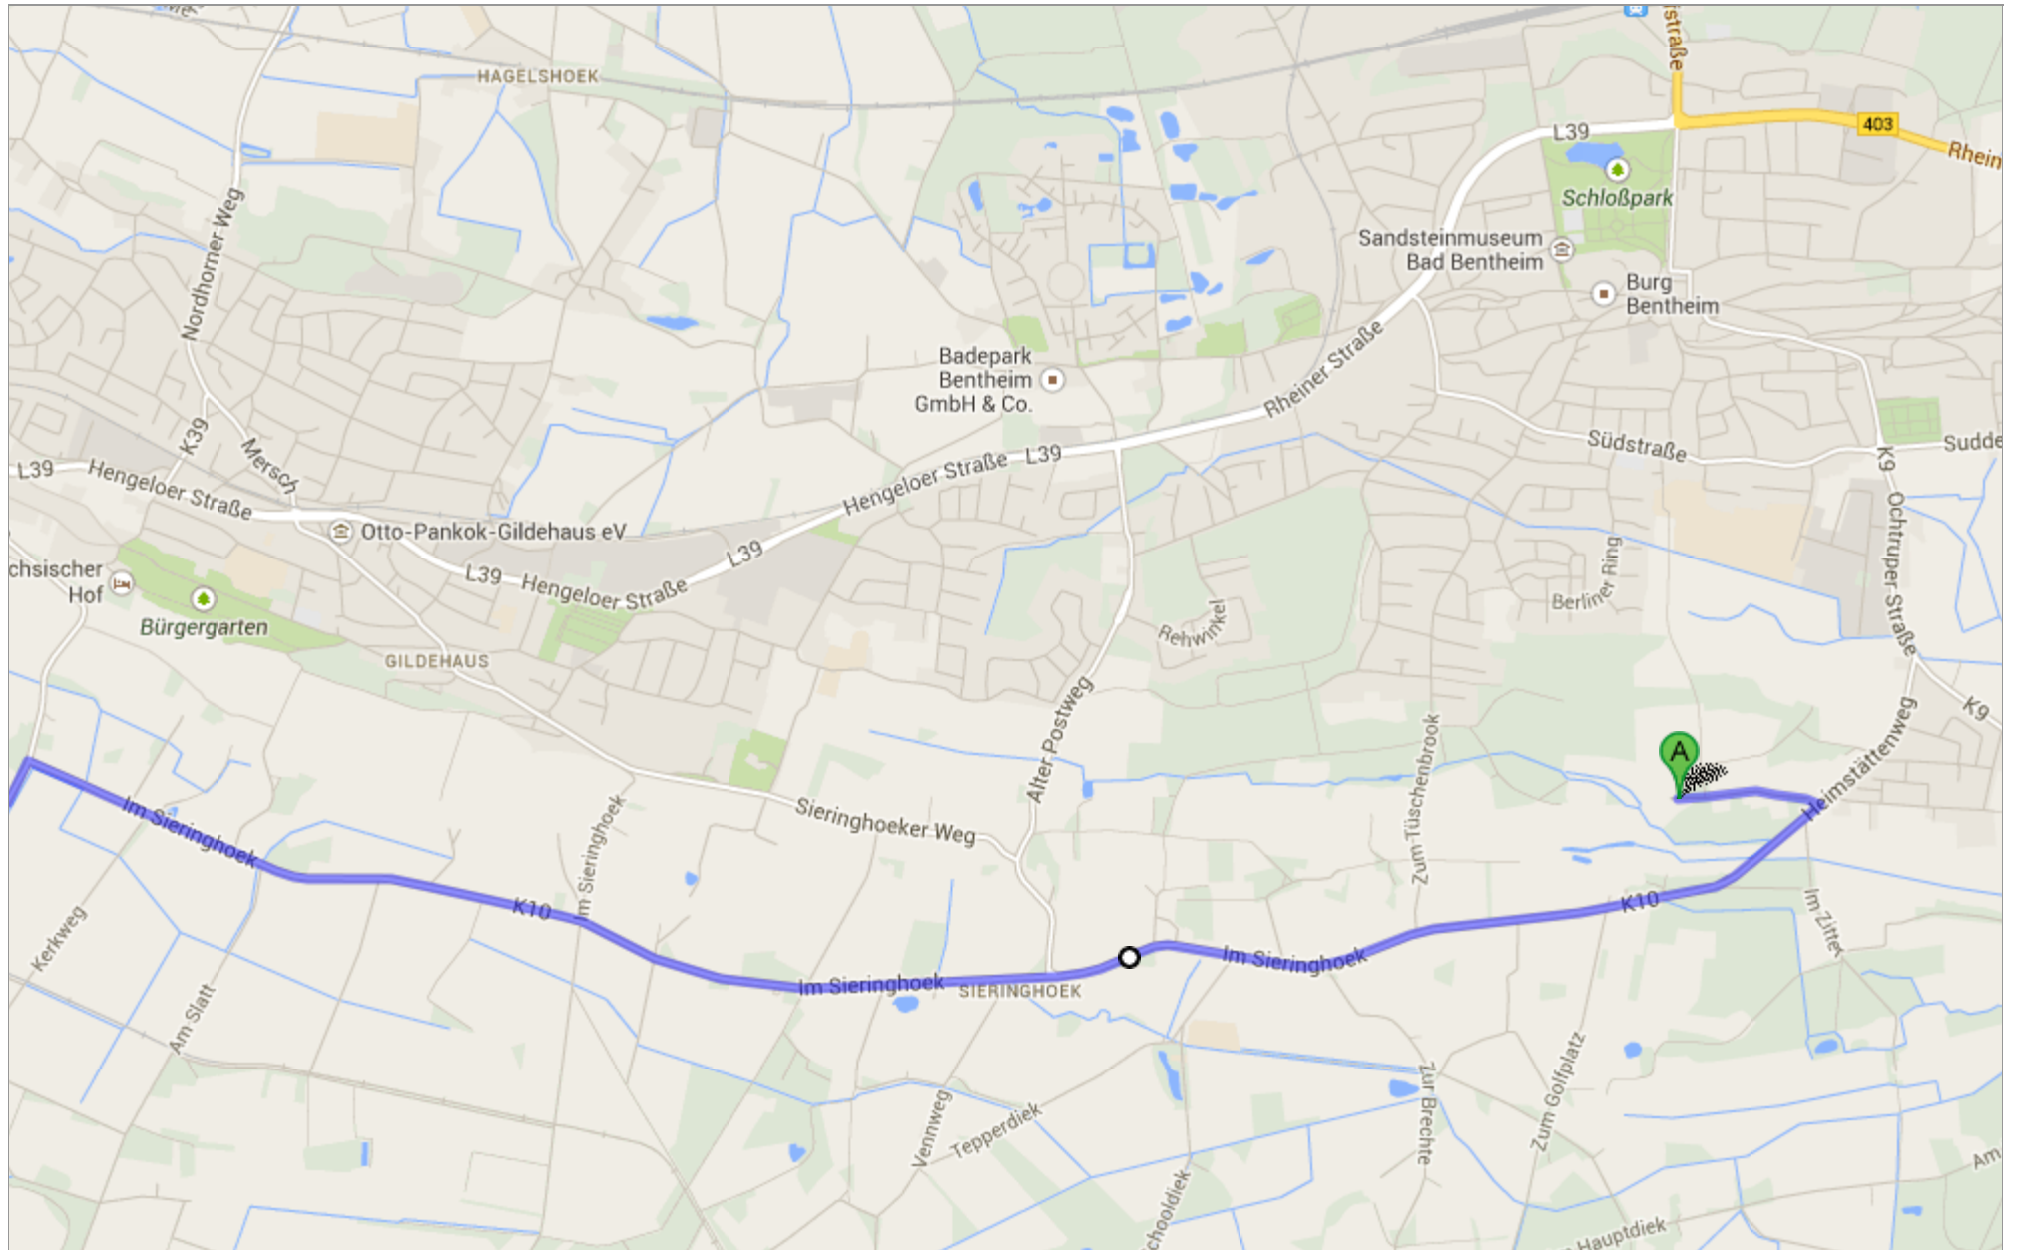 HAGELSHOEK
L39
403
Rhein
Schloßpark
Nordhorner Weg
Sandsteinmuseum
Bad Bentheim
Burg
Bentheim
Badepark
Bentheim
GmbH & Co.
Rheiner Straße
K39
Mersch
L39
Hengeloer Straße
Hengeloer Straße
L39
Südstraße
Sudde
K9
Ochtruper Straße
Otto-Pankok-Gildehaus eV
L39
Hengeloer Straße
L39
chsischer
Hof
Bürgergarten
Berliner Ring
Rehwinkel
GILDEHAUS
Alter Postweg
Zum Tüschenbrook
K9
A
Heimstättenweg
Im Sieringhoek
Im Sieringhoek
Sieringhoeker Weg
K10
K10
Im Zitter
Kerkweg
Am Slatt
Im Sieringhoek
SIERINGHOEK
Im Sieringhoek
Zur Brechte
Zum Golfplatz
Vennweg
Tepperdiek
chooldiek
Hauptdiek
Am